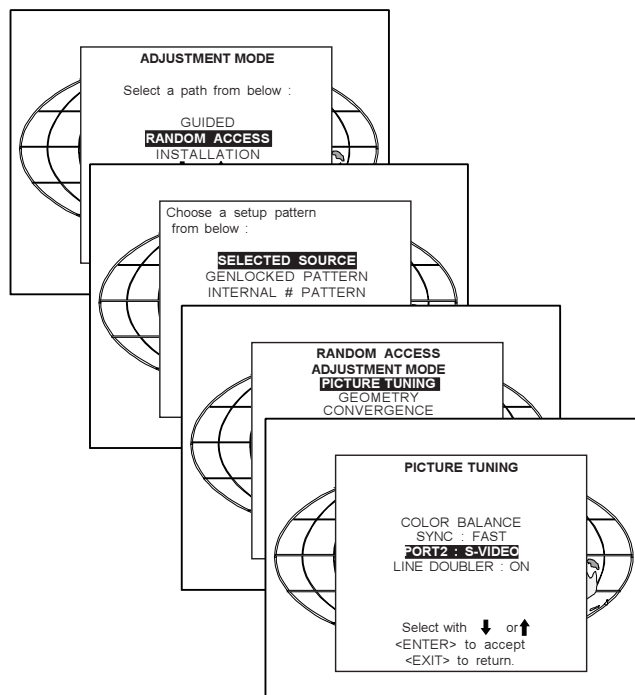 ADJUSTMENT MODE
Select a path from below :
GUIDED
RANDOM ACCESS
INSTALLATION
Choose a setup pattern
from below :
SELECTED SOURCE
GENLOCKED PATTERN
INTERNAL # PATTERN
RANDOM ACCESS
ADJUSTMENT MODE
PICTURE TUNING
GEOMETRY
CONVERGENCE
PICTURE TUNING
COLOR BALANCE
SYNC : FAST
PORT2 : S-VIDEO
LINE DOUBLER : ON
Select with ⬇ or ⬆
<ENTER> to accept
<EXIT> to return.